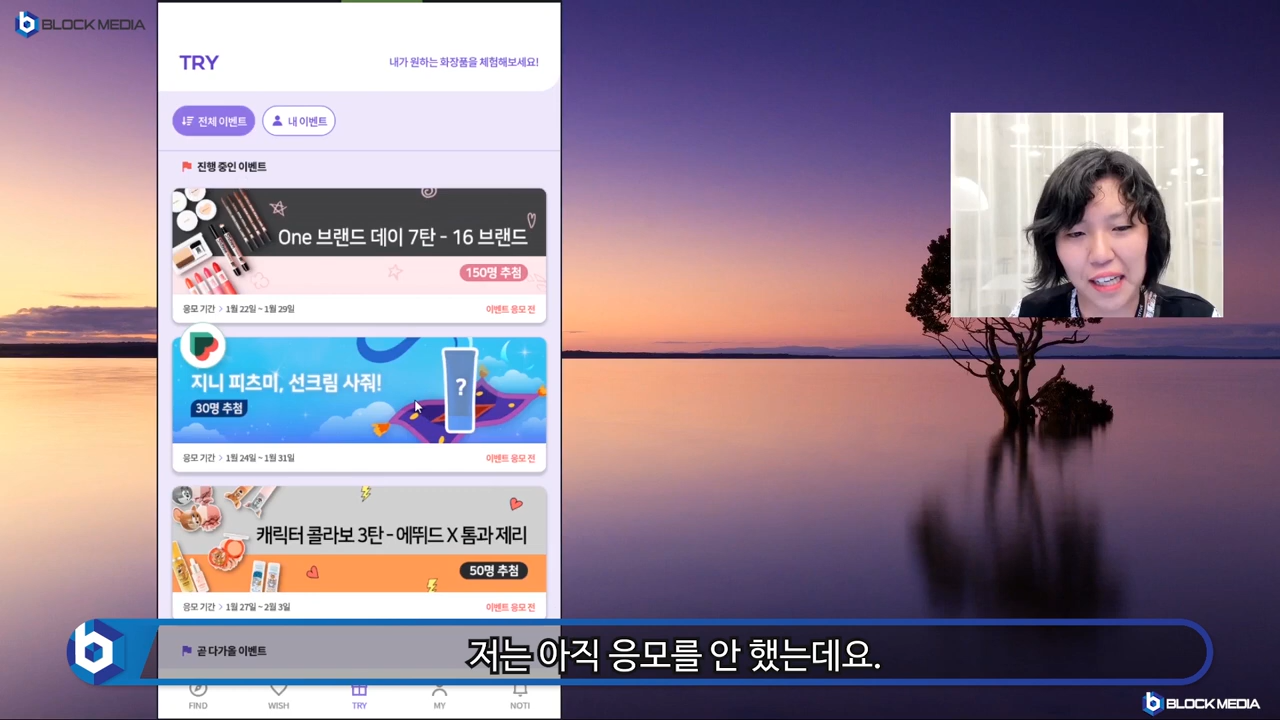 BLOCK MEDIA
TRY
내가 원하는 화장품을 체험해보세요!
전체 이벤트
내 이벤트
진행 중인 이벤트
One 브랜드 데이 7탄 - 16 브랜드
150명 추첨
응모 기간 > 1월 22일 ~ 1월 29일
이벤트 응모 전
지니 피츠미, 선크림 사줘!
30명 추첨
?
응모 기간 > 1월 24일 ~ 1월 31일
이벤트 응모 전
캐릭터 콜라보 3탄 - 에뛰드 X 톰과 제리
50명 추첨
응모 기간 > 1월 27일 ~ 2월 3일
이벤트 응모 전
곧 다가올 이벤트
저는 아직 응모를 안 했는데요.
FIND
WISH
TRY
MY
NOTI
BLOCK MEDIA